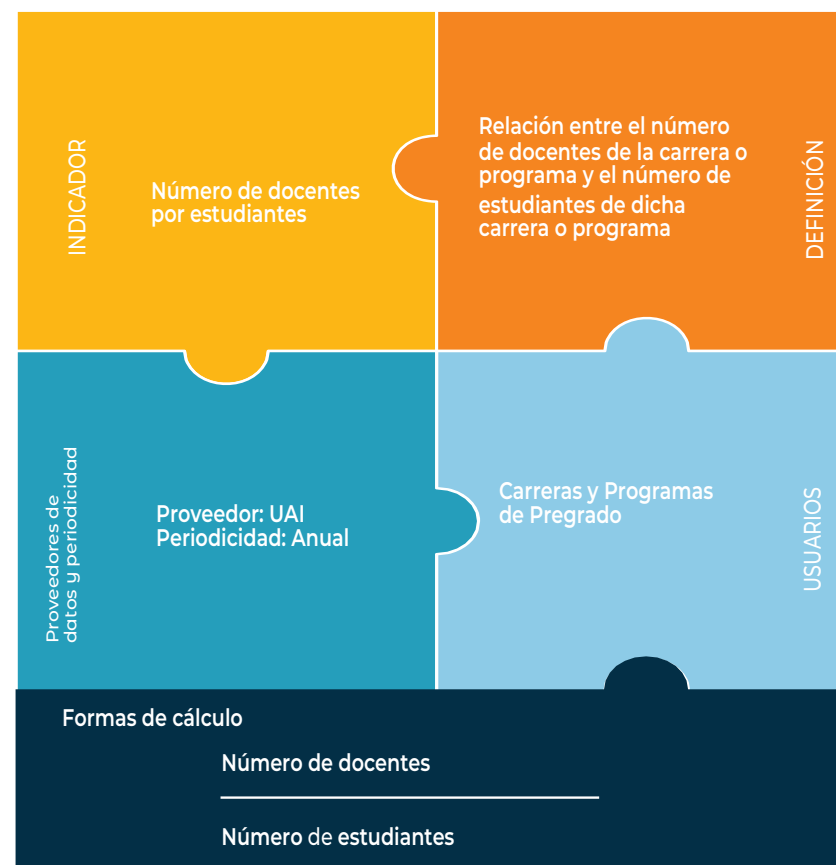 INDICADOR
Número de docentes
por estudiantes
Relación entre el número
de docentes de la carrera o
programa y el número de
estudiantes de dicha
carrera o programa
DEFINICIÓN
Proveedores de
datos y periodicidad
Proveedor: UAI
Periodicidad: Anual
Carreras y Programas
de Pregrado
USUARIOS
Formas de cálculo
Número de docentes
Número de estudiantes